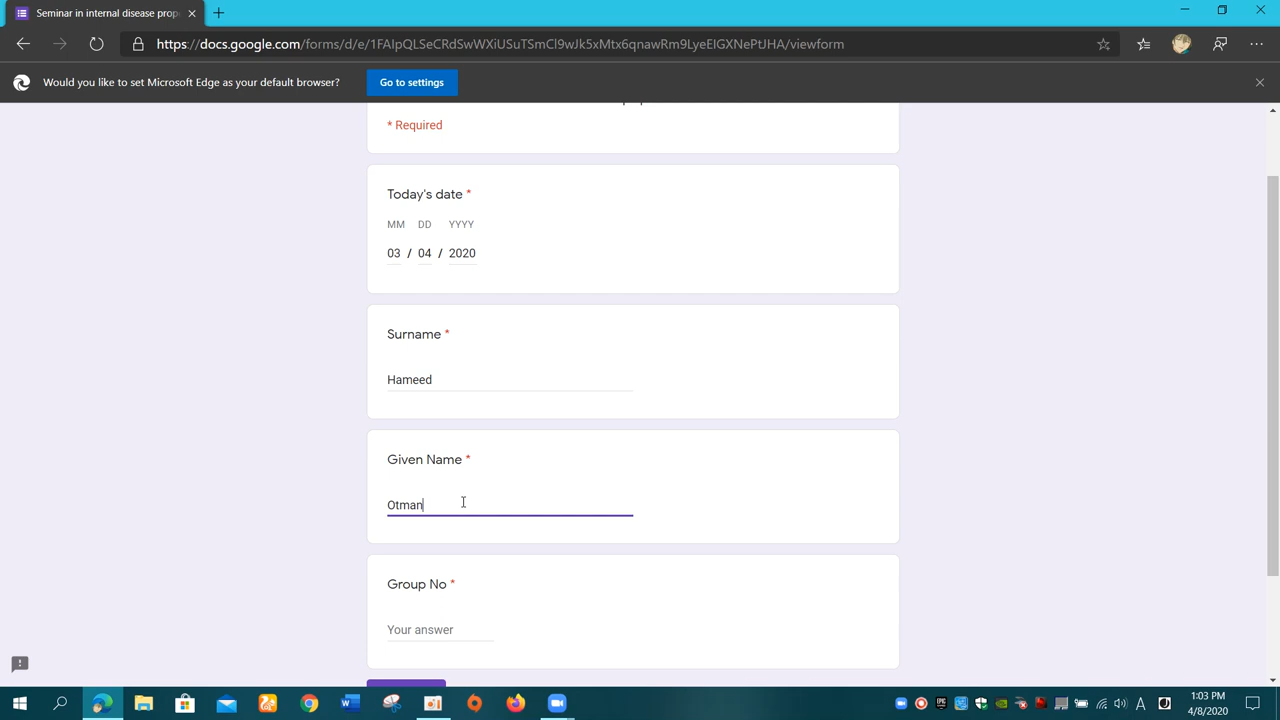 Seminar in internal disease prop
https://docs.google.com/forms/d/e/1FAIpQLSeCRdSwWXiUSuTSmCl9wJk5xMtx6qnawRm9LyeEIGXNePtJHA/viewform
Would you like to set Microsoft Edge as your default browser?
Go to settings
* Required
Today's date *
MM DD YYYY
03 / 04 / 2020
Surname *
Hameed
Given Name *
Otman
Group No *
Your answer
1:03 PM
4/8/2020